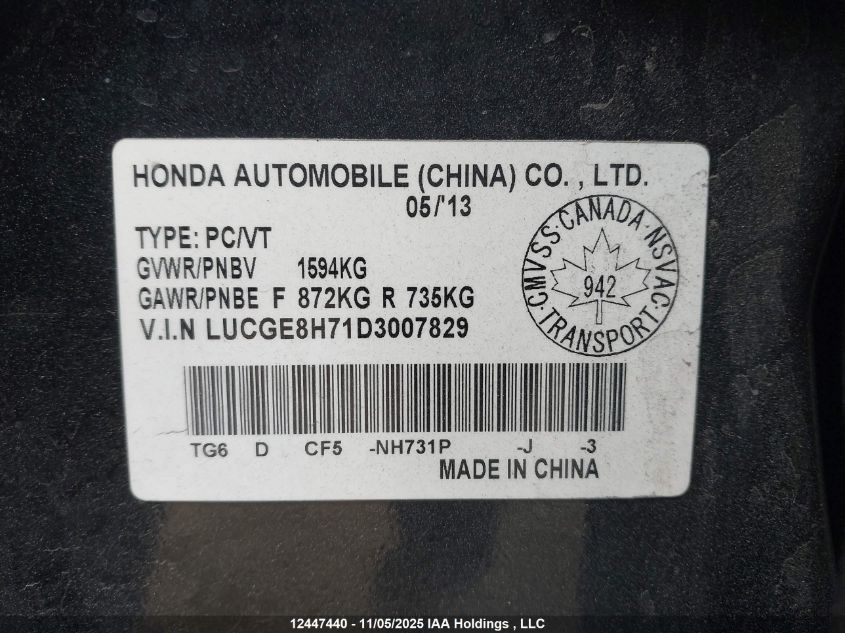 HONDA AUTOMOBILE (CHINA) CO., LTD.
05/'13
TYPE: PC/VT
GVWR/PNBV 1594KG
GAWR/PNBE F 872KG R 735KG
V.I.N LUCGE8H71D3007829
CMVSS·CANADA·NSVAC·TRANSPORT·
942
TG6 D CF5 -NH731P -J -3
MADE IN CHINA
12447440 - 11/05/2025 IAA Holdings , LLC